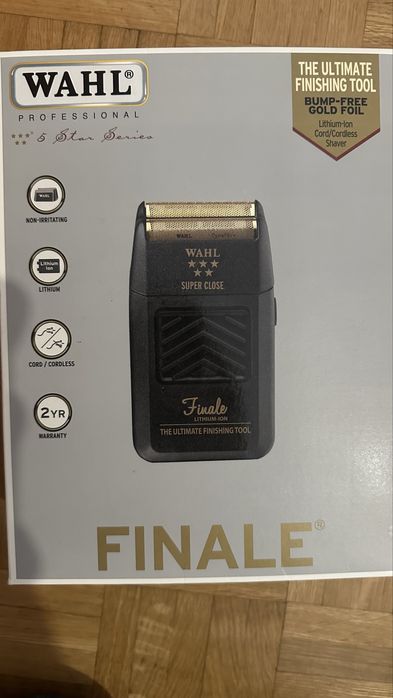 WAHL®
PROFESSIONAL
5 Star Series
THE ULTIMATE
FINISHING TOOL
BUMP-FREE
GOLD FOIL
Lithium-Ion
Cord/Cordless
Shaver
WAHL
NON-IRRITATING
Lithium
Ion
LITHIUM
CORD / CORDLESS
2YR
WARRANTY
WAHL
WAHL
SUPER CLOSE
Finale
LITHIUM-ION
THE ULTIMATE FINISHING TOOL
FINALE®